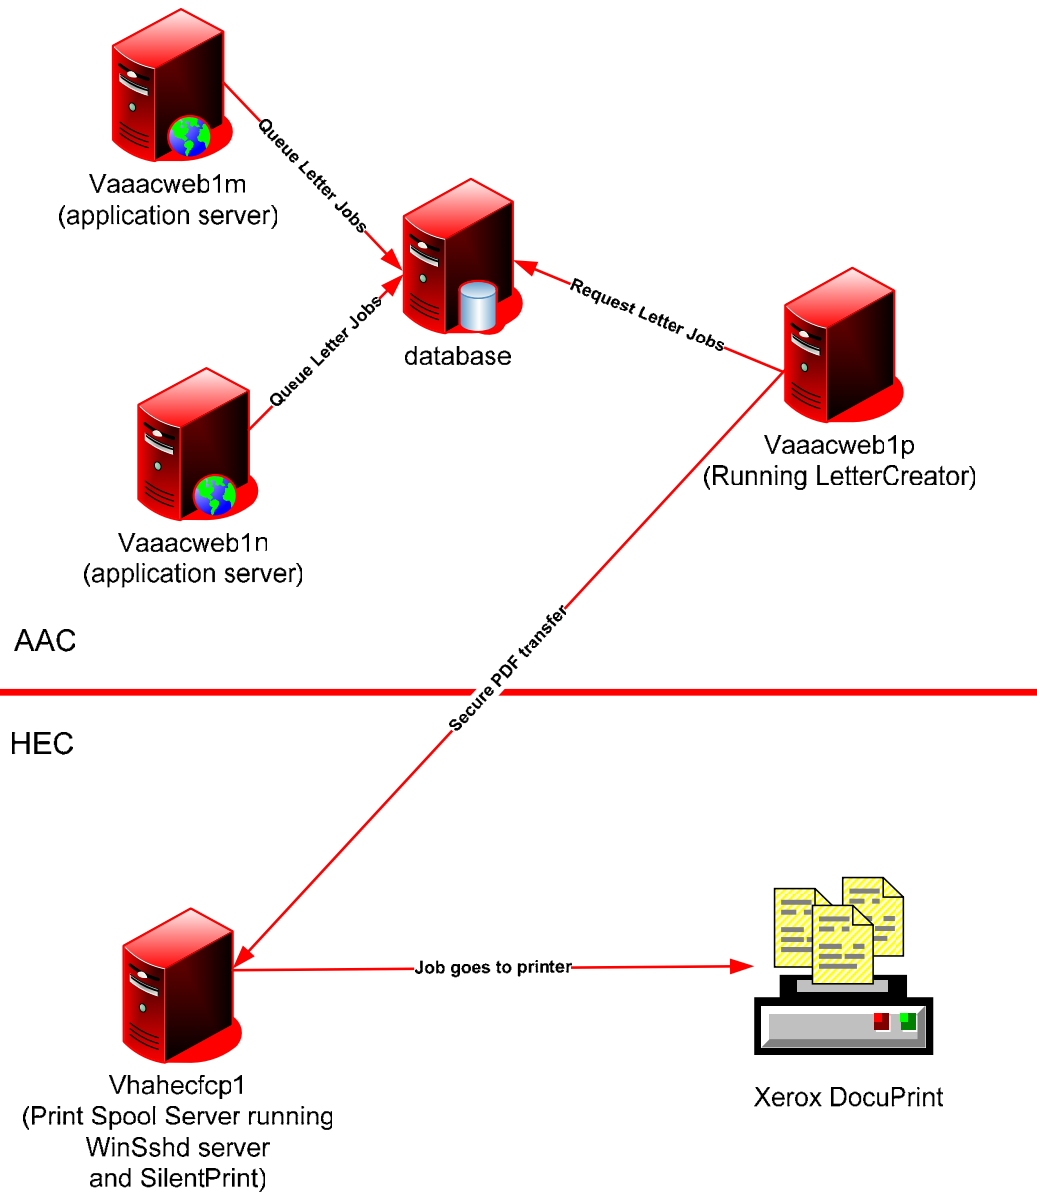 Vaaacweb1m
(application server)
Queue Letter Jobs
database
Request Letter Jobs
Queue Letter Jobs
Vaaacweb1p
(Running LetterCreator)
Vaaacweb1n
(application server)
AAC
Secure PDF transfer
HEC
Job goes to printer
Vhahecfcp1
(Print Spool Server running
WinSshd server
and SilentPrint)
Xerox DocuPrint